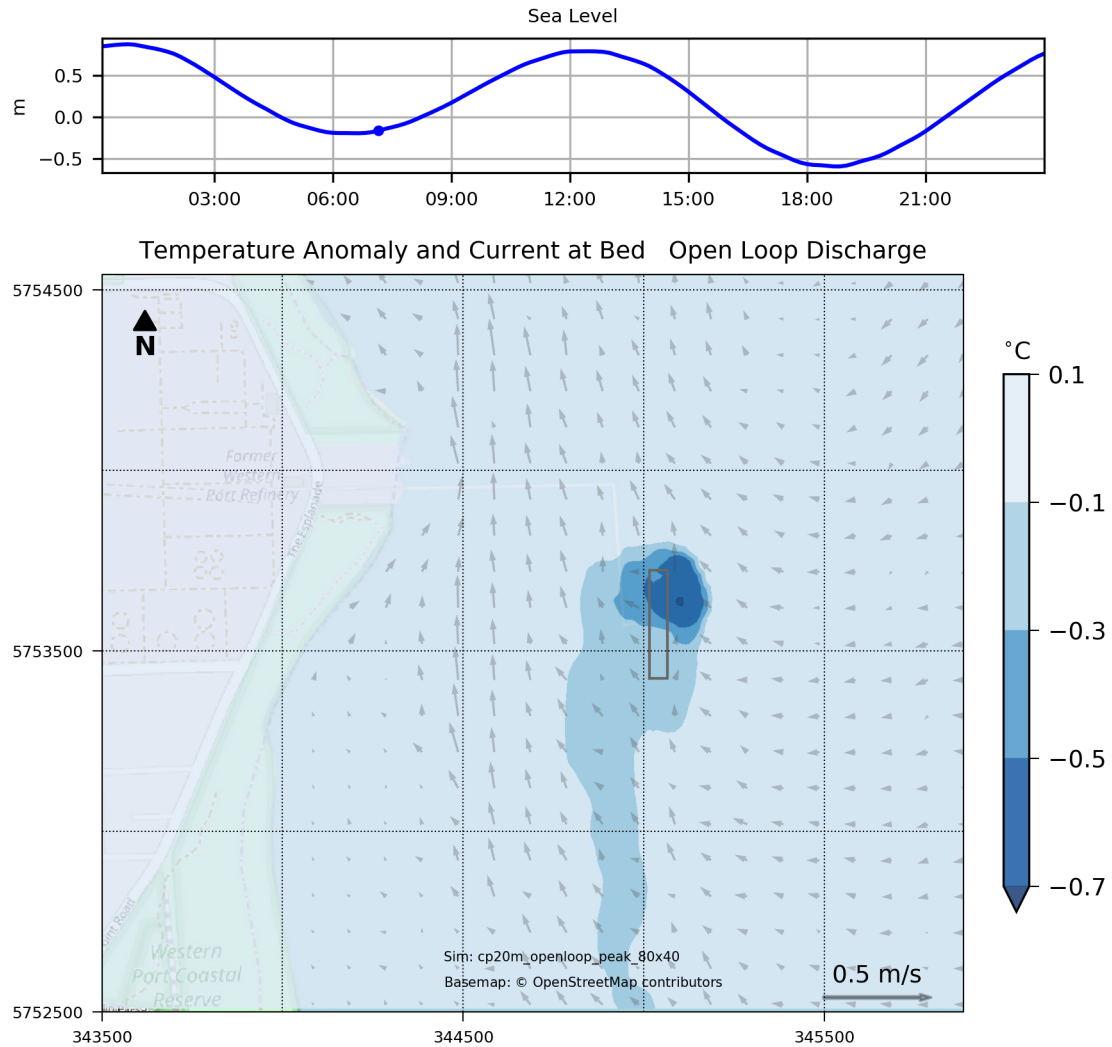 Sea Level
m
0.5
0.0
−0.5
03:00 06:00 09:00 12:00 15:00 18:00 21:00
Temperature Anomaly and Current at Bed   Open Loop Discharge
5754500
N
°C
0.1
−0.1
−0.3
−0.5
−0.7
Former
Western
Port Refinery
The Esplanade
5753500
Western
Port Coastal
Reserve
Sim: cp20m_openloop_peak_80x40
Basemap: © OpenStreetMap contributors
0.5 m/s
5752500
343500 344500 345500